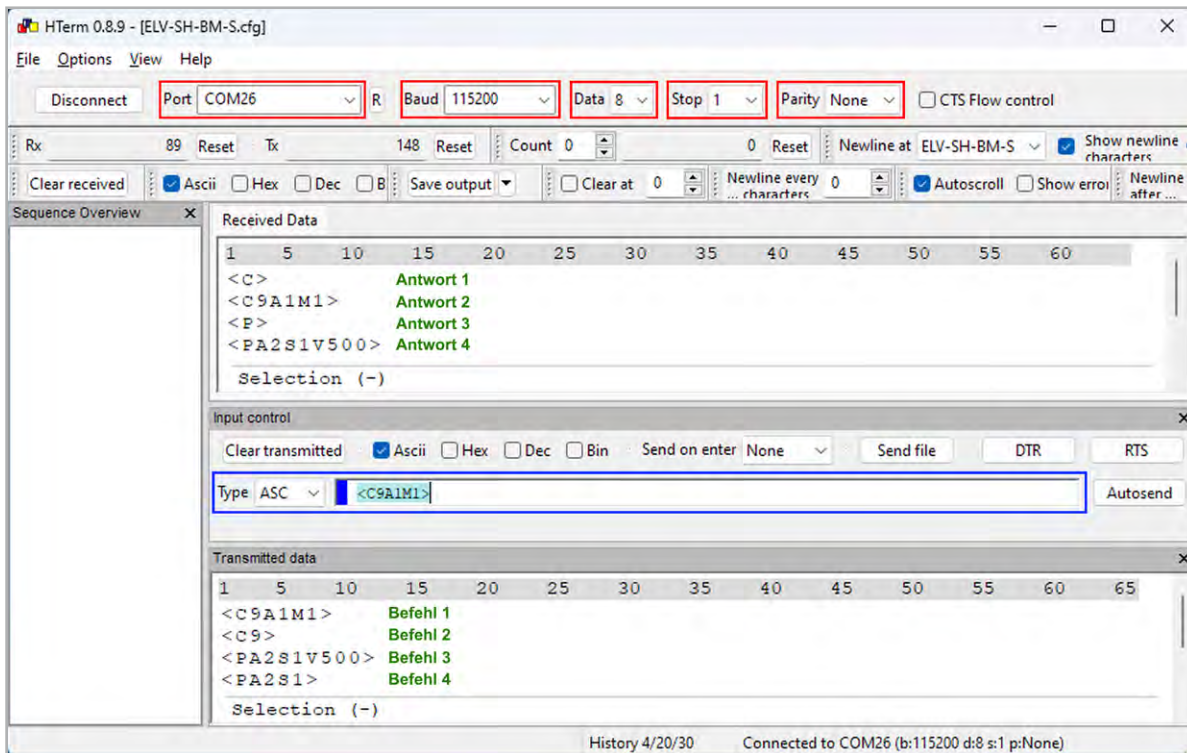 HTerm 0.8.9 - [ELV-SH-BM-S.cfg]
File Options View Help
Disconnect Port COM26 R Baud 115200 Data 8 Stop 1 Parity None CTS Flow control
Rx 89 Reset Tx 148 Reset Count 0 0 Reset Newline at ELV-SH-BM-S Show newline characters
Clear received Ascii Hex Dec B Save output Clear at 0 Newline every ... characters 0 Autoscroll Show error Newline after ...
Sequence Overview
Received Data
1 5 10 15 20 25 30 35 40 45 50 55 60
<C> Antwort 1
<C9A1M1> Antwort 2
<P> Antwort 3
<PA2S1V500> Antwort 4
Selection (-)
Input control
Clear transmitted Ascii Hex Dec Bin Send on enter None Send file DTR RTS
Type ASC <C9A1M1> Autosend
Transmitted data
1 5 10 15 20 25 30 35 40 45 50 55 60 65
<C9A1M1> Befehl 1
<C9> Befehl 2
<PA2S1V500> Befehl 3
<PA2S1> Befehl 4
Selection (-)
History 4/20/30 Connected to COM26 (b:115200 d:8 s:1 p:None)